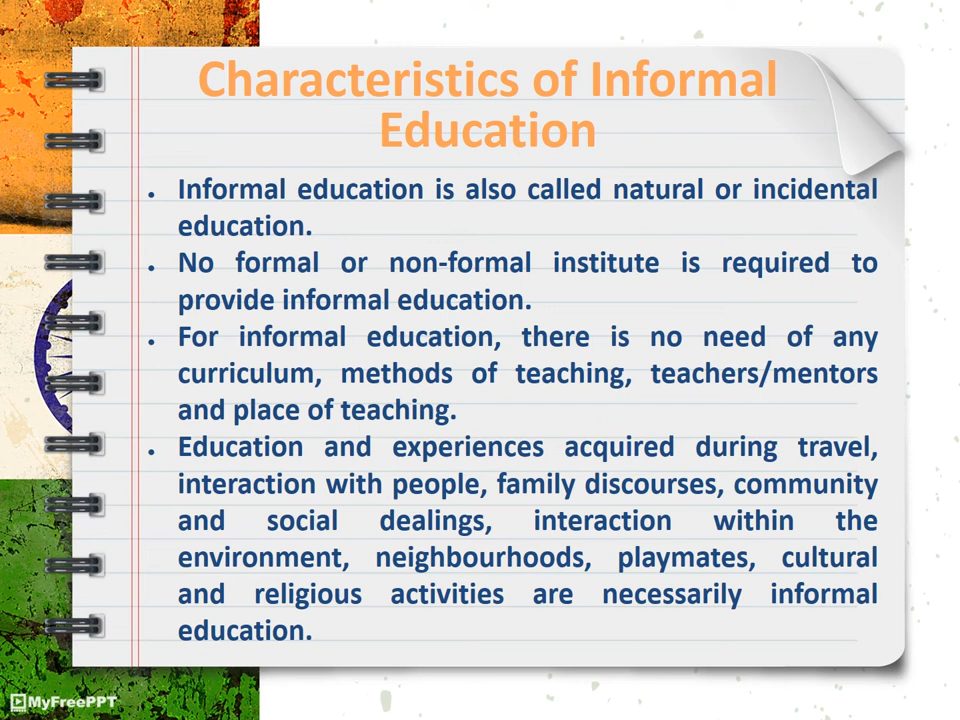 Characteristics of Informal
Education
• Informal education is also called natural or incidental
education.
• No formal or non-formal institute is required to
provide informal education.
• For informal education, there is no need of any
curriculum, methods of teaching, teachers/mentors
and place of teaching.
• Education and experiences acquired during travel,
interaction with people, family discourses, community
and social dealings, interaction within the
environment, neighbourhoods, playmates, cultural
and religious activities are necessarily informal
education.
MyFreePPT